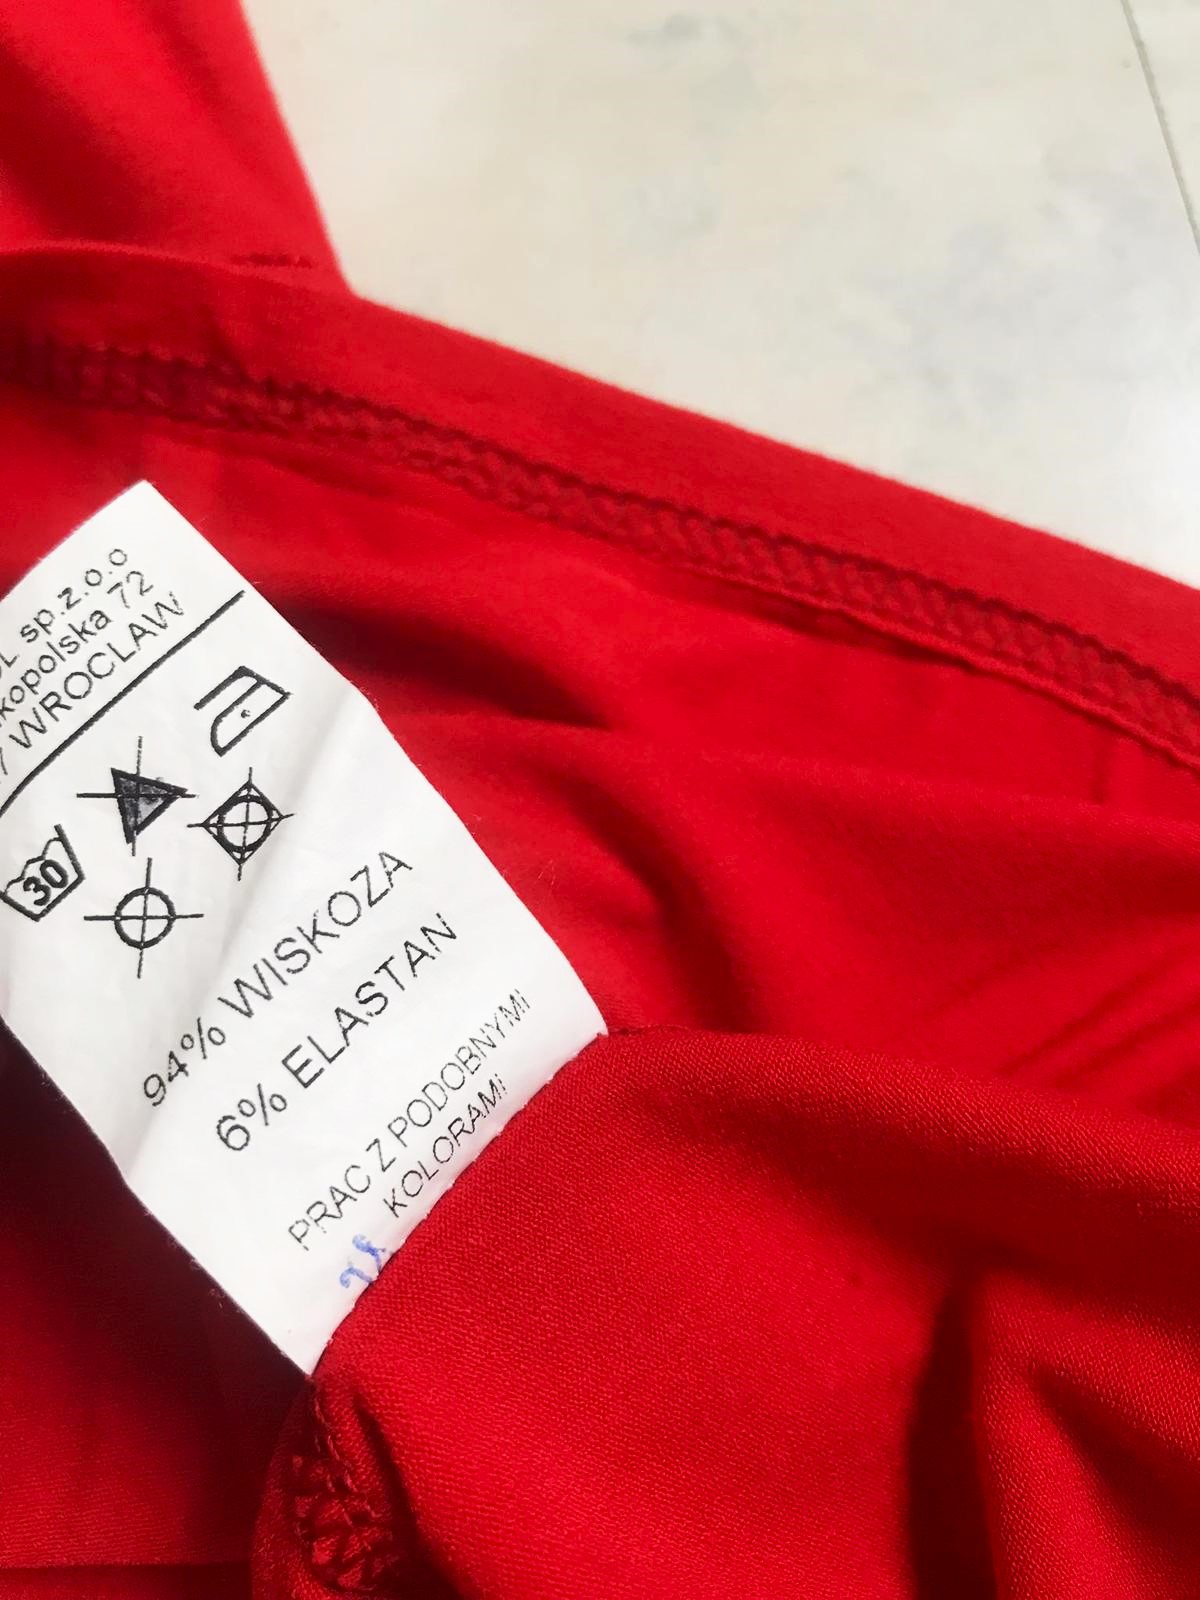 sp.z.o.o
kopolska 72
WROCLAW
30
94% WISKOZA
6% ELASTAN
PRAC Z PODOBNYMI
KOLORAMI